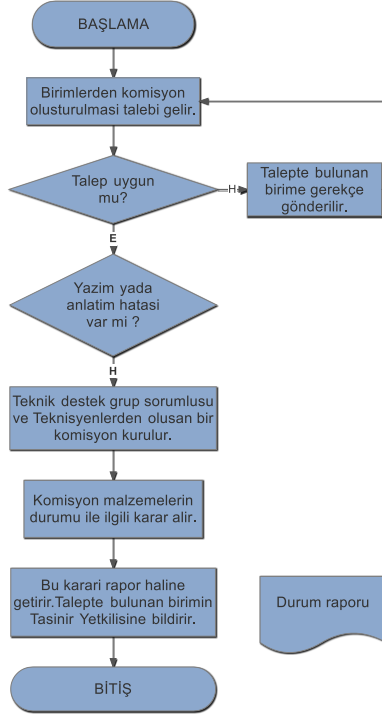 BAŞLAMA
Birimlerden komisyon
olusturulmasi talebi gelir.
Talep uygun
mu?
H
Talepte bulunan
birime gerekçe
gönderilir.
E
Yazim yada
anlatim hatasi
var mi ?
H
Teknik destek grup sorumlusu
ve Teknisyenlerden olusan bir
komisyon kurulur.
Komisyon malzemelerin
durumu ile ilgili karar alir.
Bu karari rapor haline
getirir.Talepte bulunan birimin
Tasinir Yetkilisine bildirir.
Durum raporu
BİTİŞ